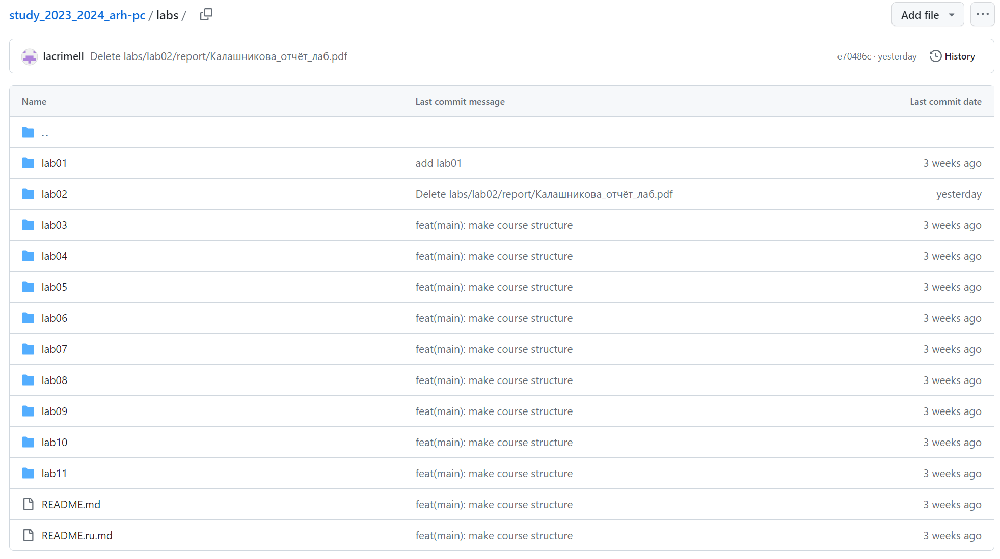 study_2023_2024_arh-pc / labs /
Add file
lacrimell Delete labs/lab02/report/Калашникова_отчёт_лаб.pdf
e70486c · yesterday
History
Name Last commit message Last commit date
..
lab01 add lab01 3 weeks ago
lab02 Delete labs/lab02/report/Калашникова_отчёт_лаб.pdf yesterday
lab03 feat(main): make course structure 3 weeks ago
lab04 feat(main): make course structure 3 weeks ago
lab05 feat(main): make course structure 3 weeks ago
lab06 feat(main): make course structure 3 weeks ago
lab07 feat(main): make course structure 3 weeks ago
lab08 feat(main): make course structure 3 weeks ago
lab09 feat(main): make course structure 3 weeks ago
lab10 feat(main): make course structure 3 weeks ago
lab11 feat(main): make course structure 3 weeks ago
README.md feat(main): make course structure 3 weeks ago
README.ru.md feat(main): make course structure 3 weeks ago